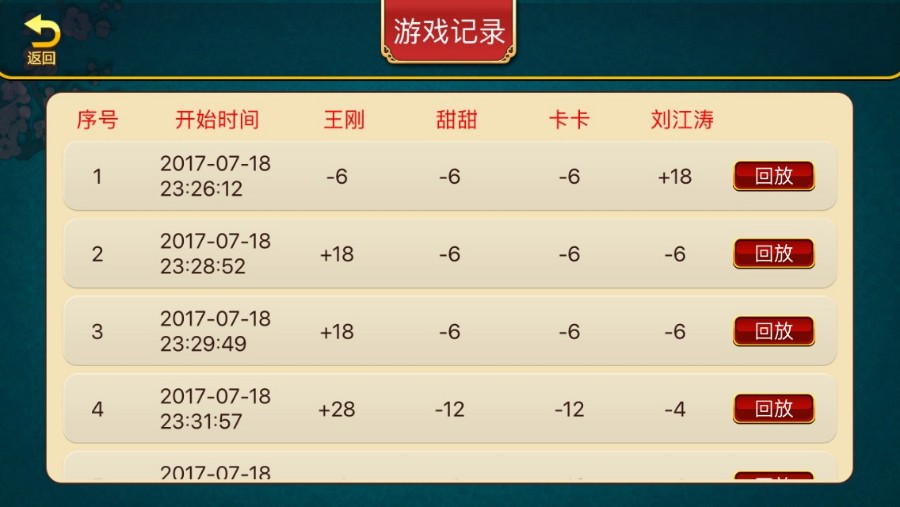 游戏记录
返回
序号 开始时间 王刚 甜甜 卡卡 刘江涛
1 2017-07-18 23:26:12 -6 -6 -6 +18 回放
2 2017-07-18 23:28:52 +18 -6 -6 -6 回放
3 2017-07-18 23:29:49 +18 -6 -6 -6 回放
4 2017-07-18 23:31:57 +28 -12 -12 -4 回放
2017-07-18